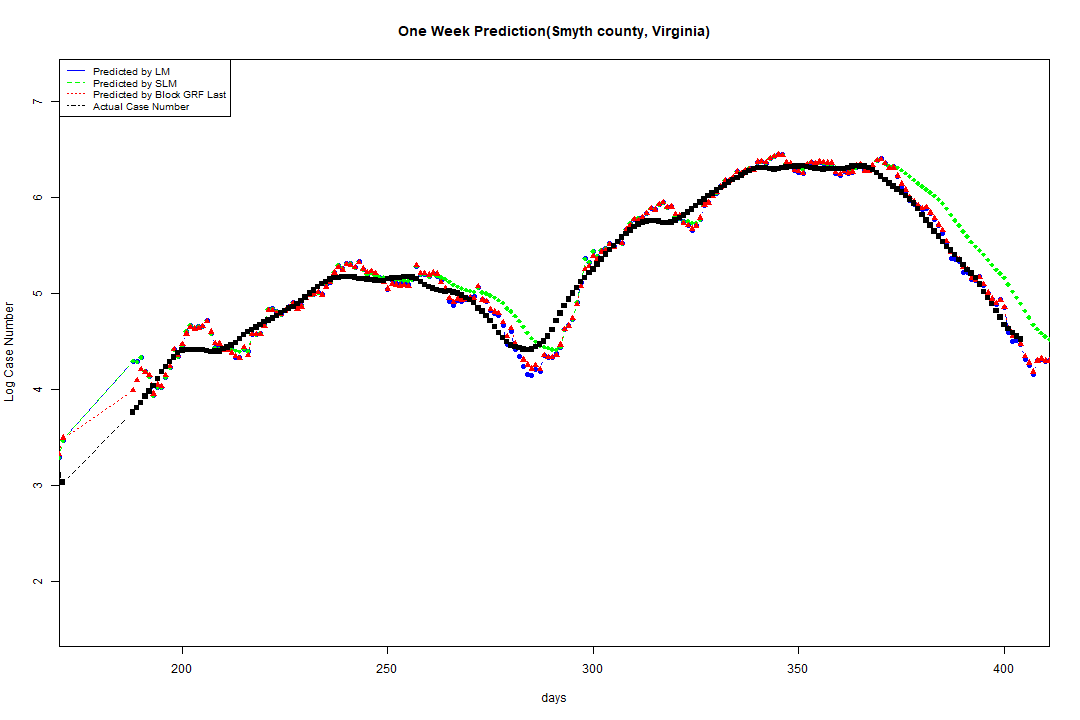 One Week Prediction(Smyth county, Virginia)
Predicted by LM
Predicted by SLM
Predicted by Block GRF Last
Actual Case Number
7
6
5
4
3
2
Log Case Number
200 250 300 350 400
days